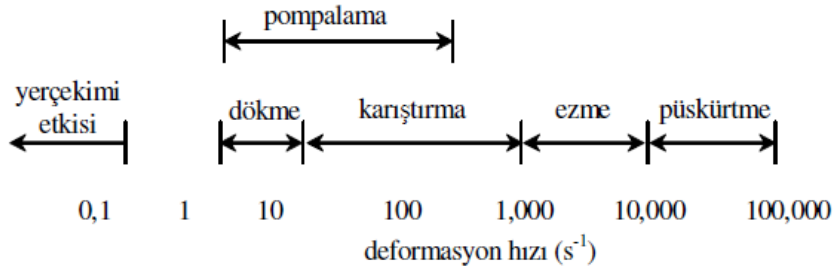 pompalama
yerçekimi
etkisi
dökme karıştırma ezme püskürtme
0,1 1 10 100 1,000 10,000 100,000
deformasyon hızı (s⁻¹)